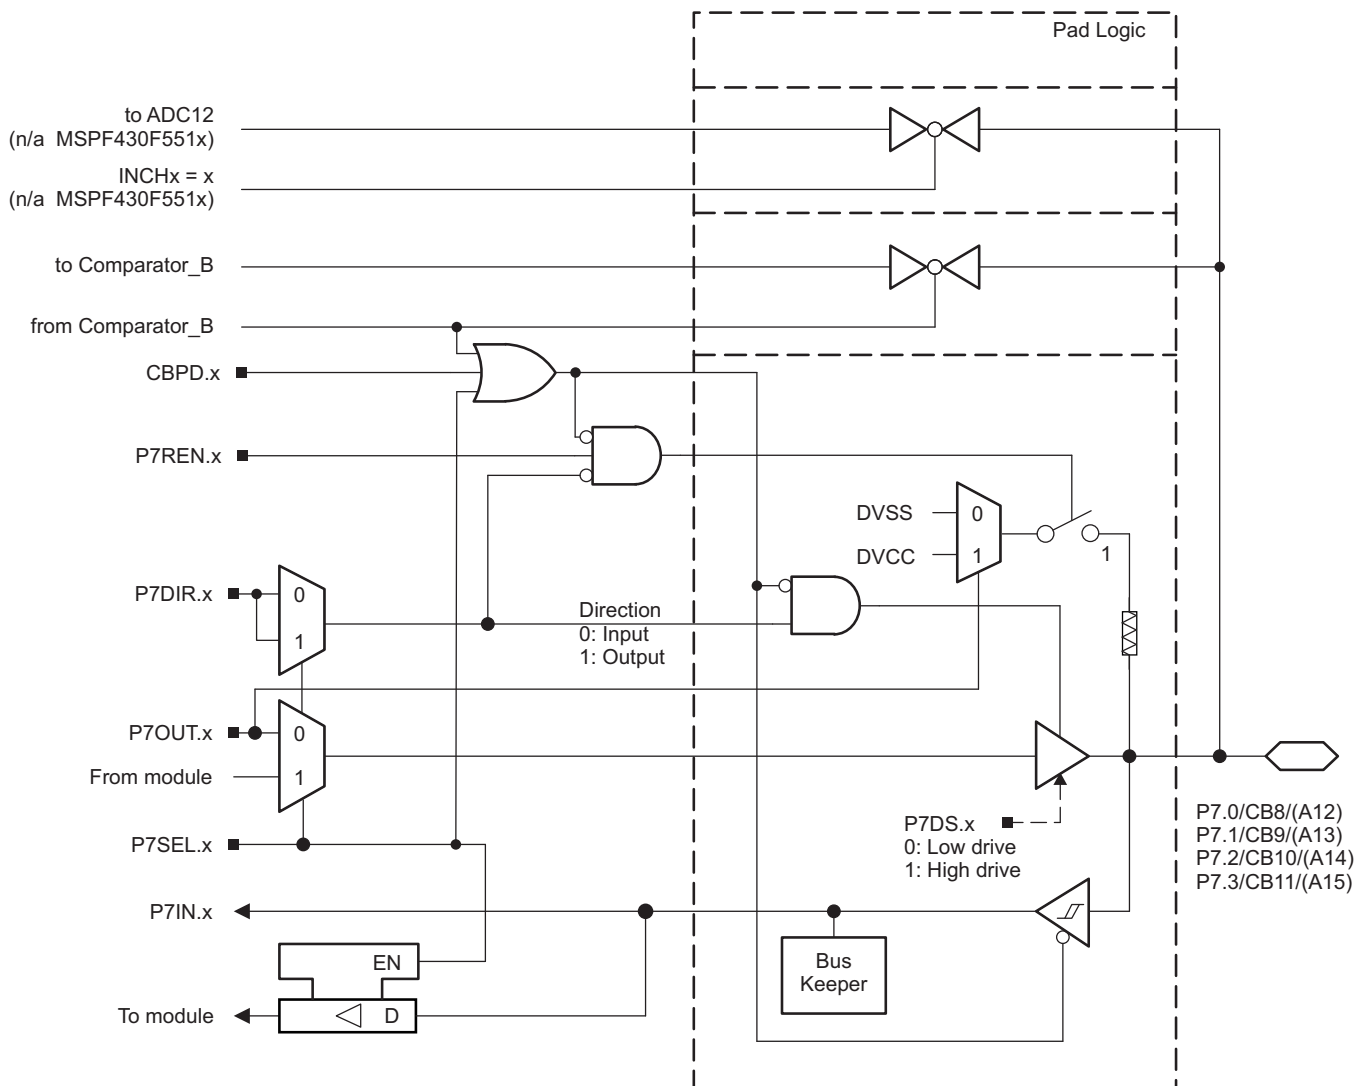 Pad Logic
to ADC12
(n/a MSPF430F551x)
INCHx = x
(n/a MSPF430F551x)
to Comparator_B
from Comparator_B
CBPD.x
P7REN.x
DVSS
0
DVCC
1
1
P7DIR.x
0
1
Direction
0: Input
1: Output
P7OUT.x
0
From module
1
P7SEL.x
P7DS.x
0: Low drive
1: High drive
P7.0/CB8/(A12)
P7.1/CB9/(A13)
P7.2/CB10/(A14)
P7.3/CB11/(A15)
P7IN.x
EN
Bus
Keeper
To module
D